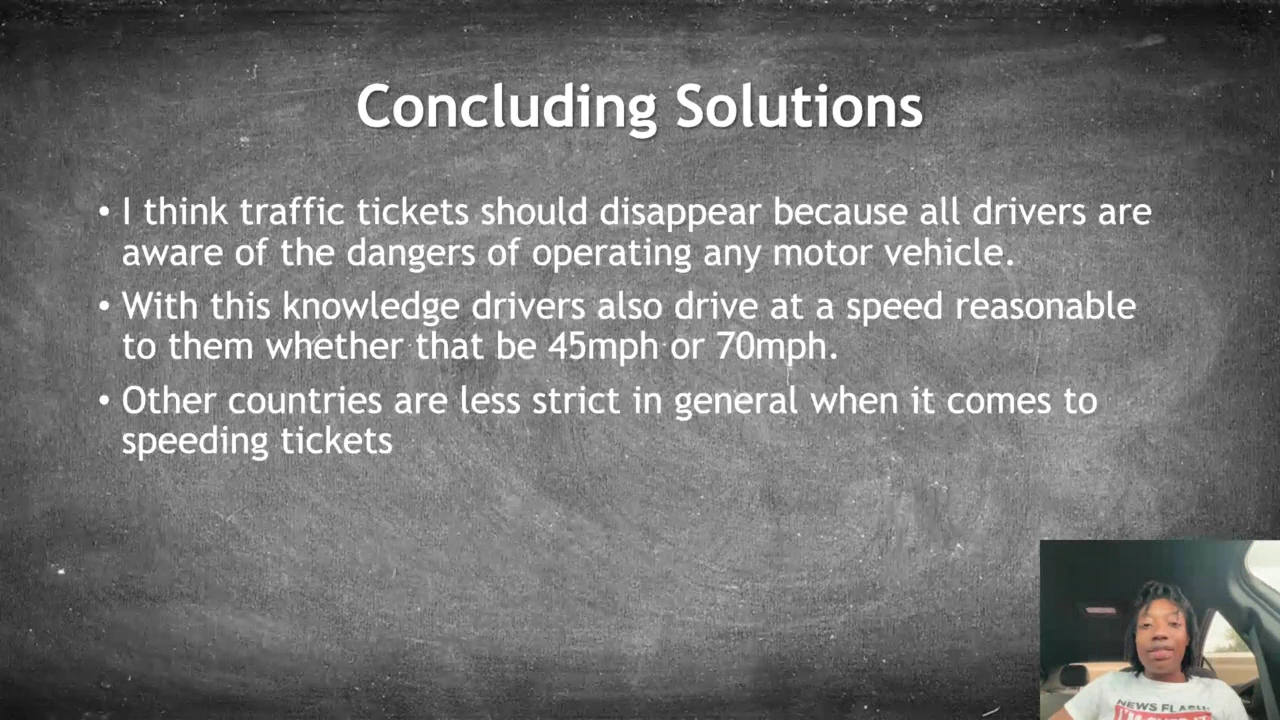 Concluding Solutions
• I think traffic tickets should disappear because all drivers are
aware of the dangers of operating any motor vehicle.
• With this knowledge drivers also drive at a speed reasonable
to them whether that be 45mph or 70mph.
• Other countries are less strict in general when it comes to
speeding tickets
NEWS FLASH: